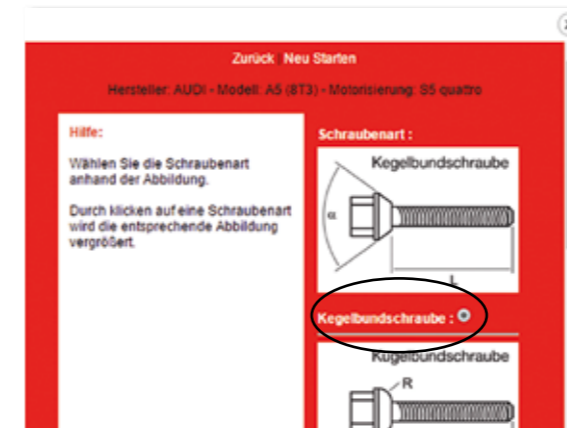 Zurück Neu Starten
Hersteller: AUDI - Modell: A5 (8T3) - Motorisierung: S5 quattro
Hilfe:
Wählen Sie die Schraubenart
anhand der Abbildung.
Durch klicken auf eine Schraubenart
wird die entsprechende Abbildung
vergrößert.
Schraubenart :
Kegelbundschraube
α
L
Kegelbundschraube :
Kugelbundschraube
R